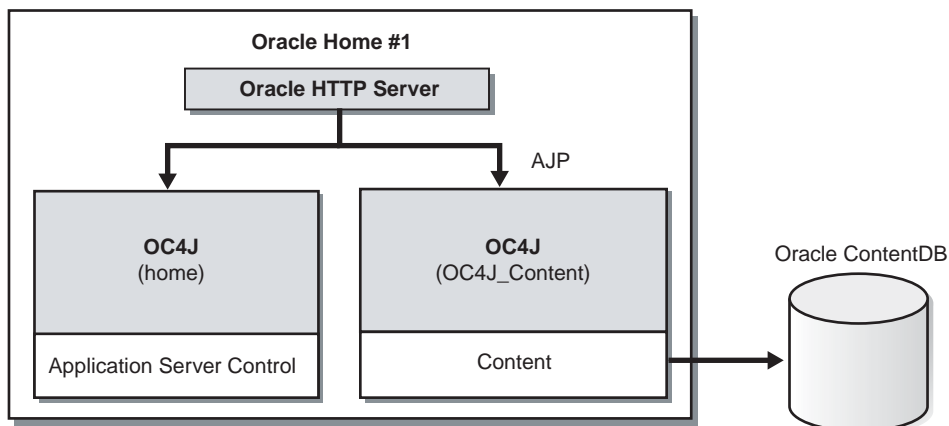 Oracle Home #1
Oracle HTTP Server
AJP
OC4J
(home)
OC4J
(OC4J_Content)
Oracle ContentDB
Application Server Control
Content